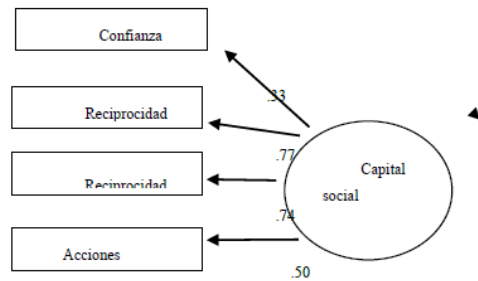 Confianza
.33
Reciprocidad
.77
Capital
social
Reciprocidad
.74
Acciones
.50